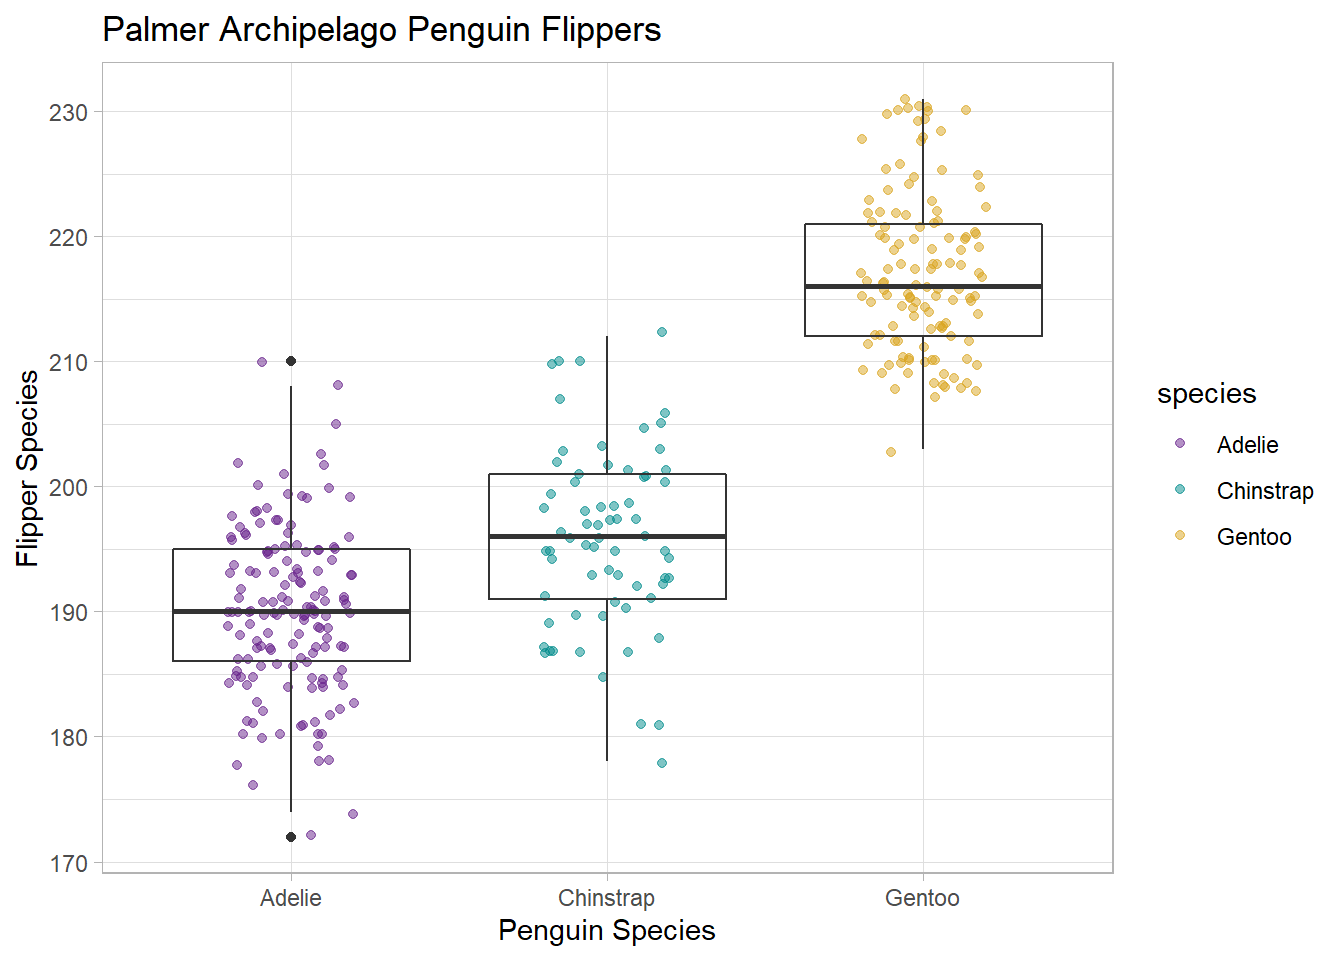 Palmer Archipelago Penguin Flippers
Flipper Species
230
220
210
200
190
180
170
Adelie
Chinstrap
Gentoo
Penguin Species
species
Adelie
Chinstrap
Gentoo